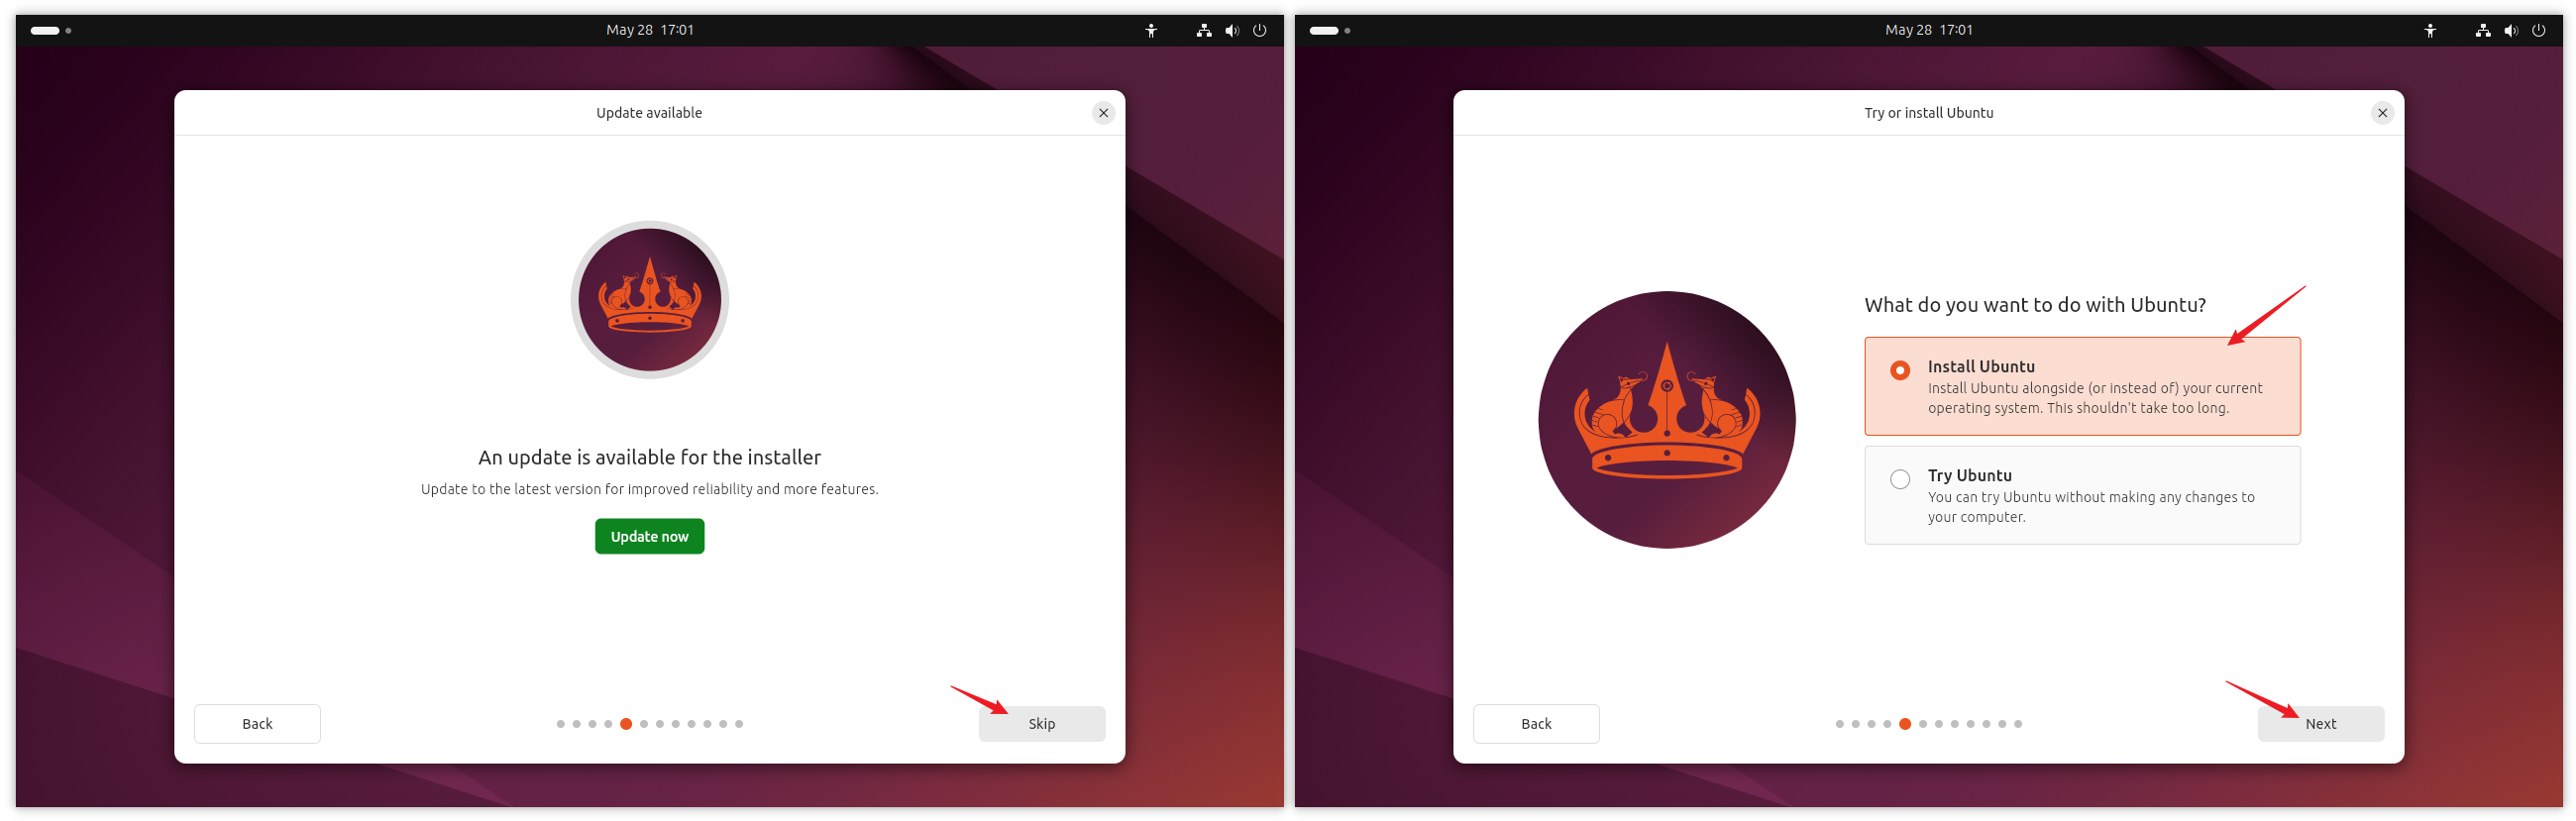 May 28 17:01
Update available
An update is available for the installer
Update to the latest version for improved reliability and more features.
Update now
Back
Skip
May 28 17:01
Try or install Ubuntu
What do you want to do with Ubuntu?
Install Ubuntu
Install Ubuntu alongside (or instead of) your current
operating system. This shouldn't take too long.
Try Ubuntu
You can try Ubuntu without making any changes to
your computer.
Back
Next